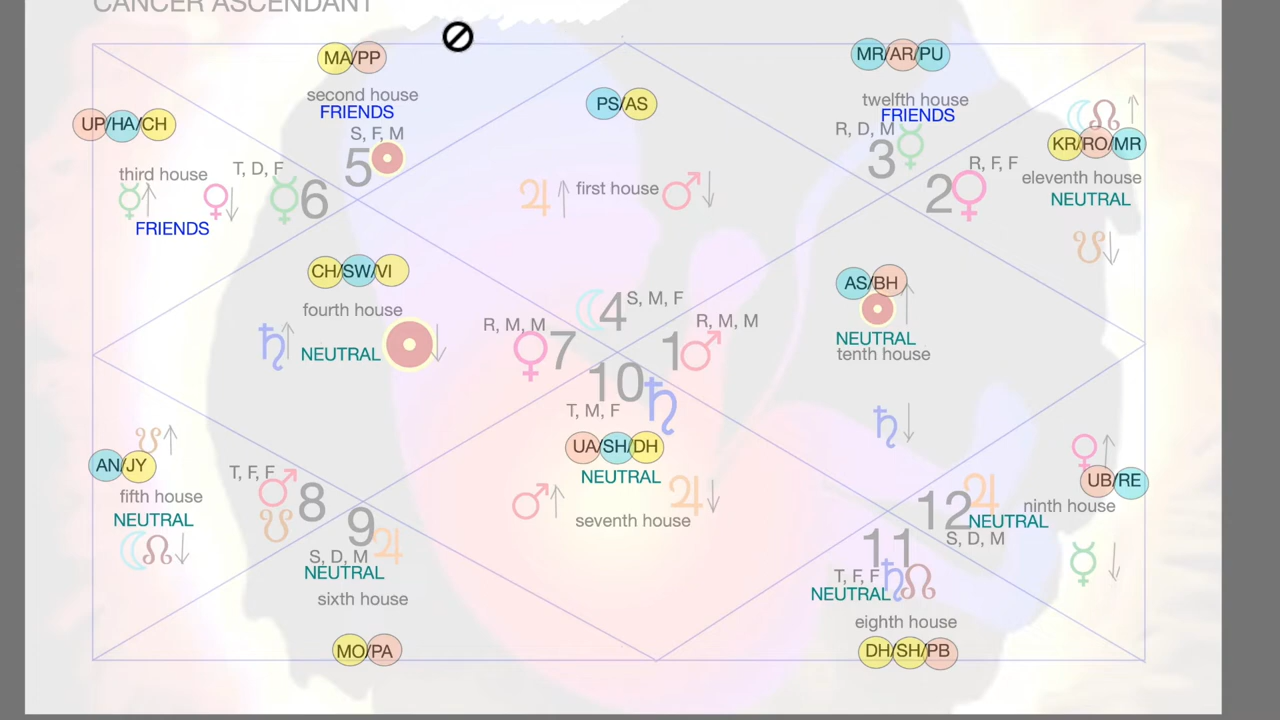 CANCER ASCENDANT
MA/PP
second house
FRIENDS
S, F, M
5
UP/HA/CH
third house
T, D, F
6
FRIENDS
PS/AS
first house
MR/AR/PU
twelfth house
FRIENDS
R, D, M
3
KR/RO/MR
R, F, F
2
eleventh house
NEUTRAL
CH/SW/VI
fourth house
NEUTRAL
4
S, M, F
R, M, M
7
R, M, M
1
10
T, M, F
UA/SH/DH
NEUTRAL
seventh house
AS/BH
NEUTRAL
tenth house
AN/JY
fifth house
NEUTRAL
T, F, F
8
9
S, D, M
NEUTRAL
sixth house
MO/PA
UB/RE
ninth house
12
NEUTRAL
S, D, M
11
T, F, F
NEUTRAL
eighth house
DH/SH/PB